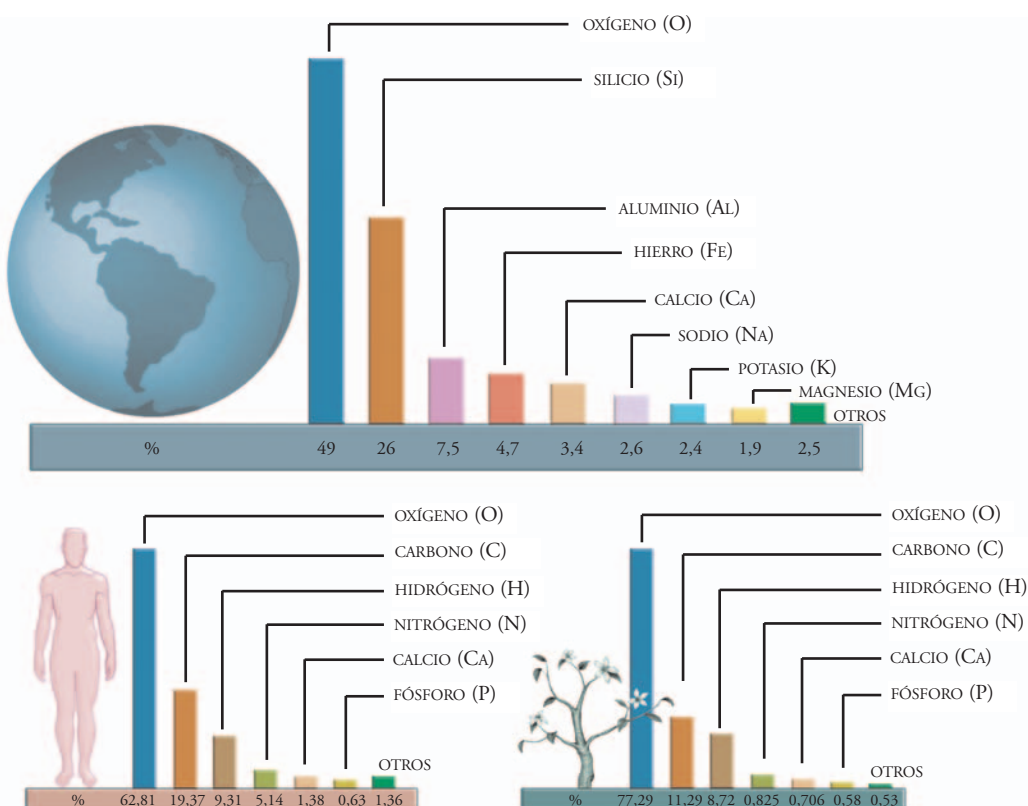 OXÍGENO (O)
SILICIO (SI)
ALUMINIO (AL)
HIERRO (FE)
CALCIO (CA)
SODIO (NA)
POTASIO (K)
MAGNESIO (MG)
OTROS
% 49 26 7,5 4,7 3,4 2,6 2,4 1,9 2,5
OXÍGENO (O)
CARBONO (C)
HIDRÓGENO (H)
NITRÓGENO (N)
CALCIO (CA)
FÓSFORO (P)
OTROS
% 62,81 19,37 9,31 5,14 1,38 0,63 1,36
OXÍGENO (O)
CARBONO (C)
HIDRÓGENO (H)
NITRÓGENO (N)
CALCIO (CA)
FÓSFORO (P)
OTROS
% 77,29 11,29 8,72 0,825 0,706 0,58 0,53